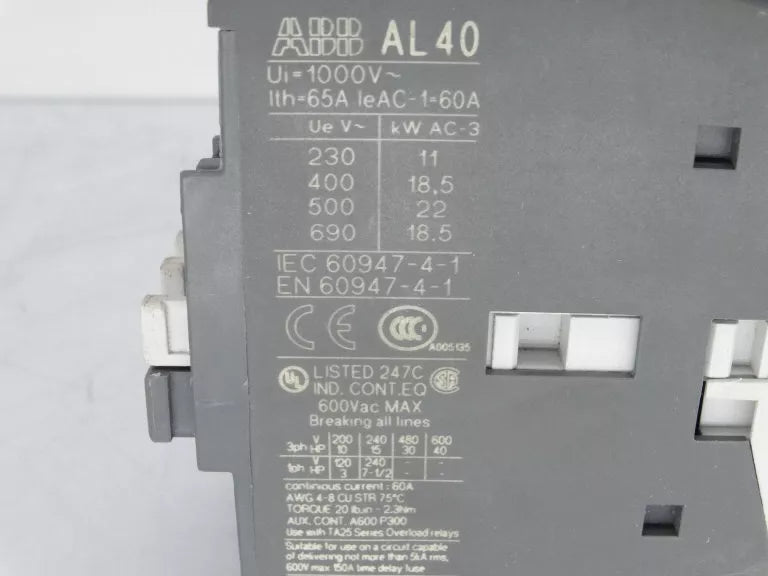 ABB AL40
Ui=1000V~
Ith=65A IeAC-1=60A
Ue V~ kW AC-3
230 11
400 18,5
500 22
690 18.5
IEC 60947-4-1
EN 60947-4-1
CE CCC
A005135
UL LISTED 247C
IND. CONT.EQ
600Vac MAX
Breaking all lines
3ph V 200 240 480 600
HP 10 15 30 40
1ph V 120 240 - -
HP 3 7-1/2 - -
continuous current : 60A
AWG 4-8 CU STR 75°C
TORQUE 20 lb.in - 2.3Nm
AUX. CONT. A600 P300
Use with TA25 Series Overload relays
Suitable for use on a circuit capable
of delivering not more than 5kA rms,
600V max 150A time delay fuse